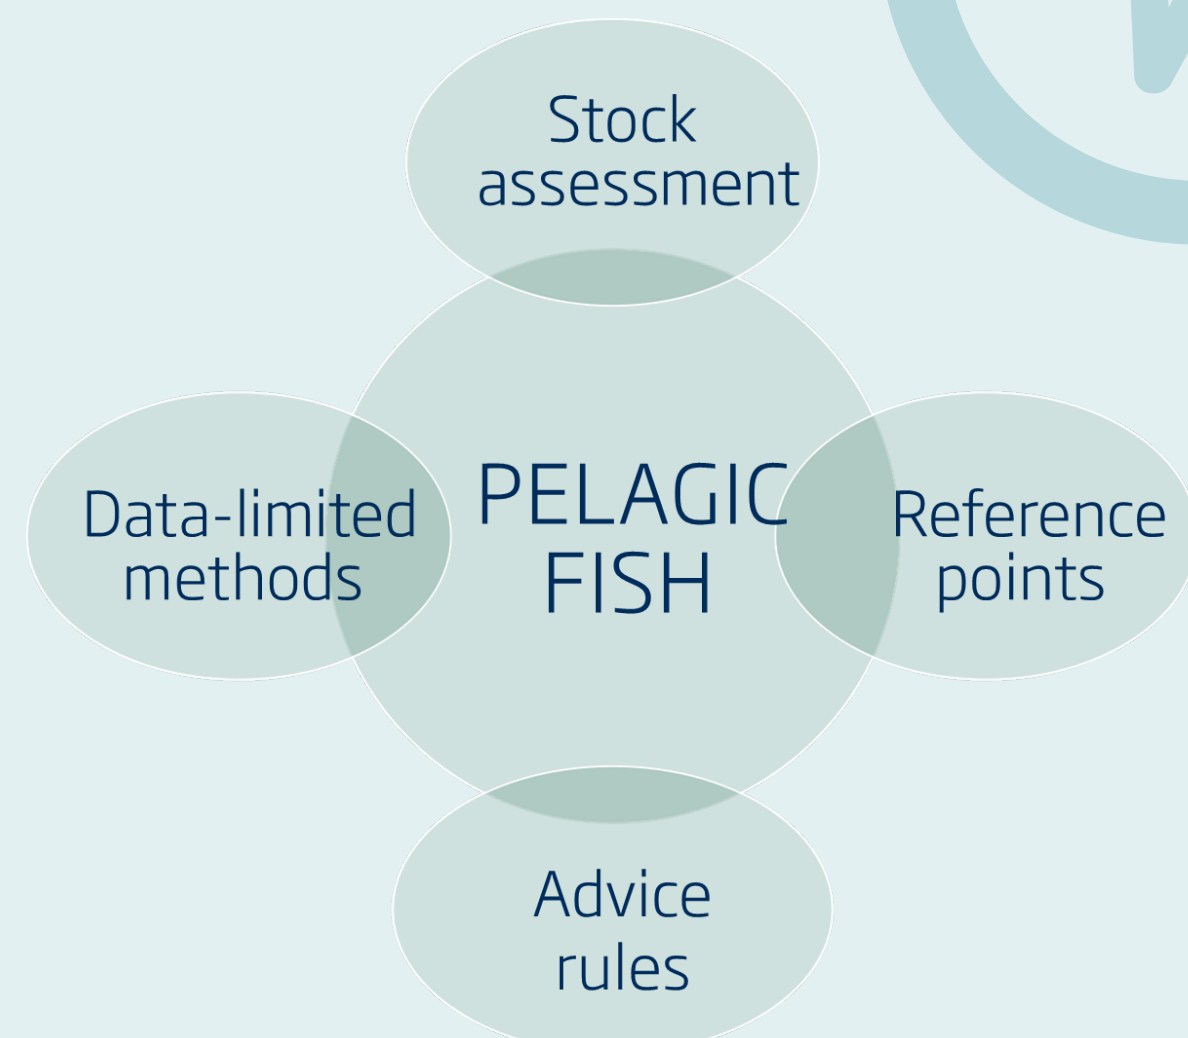 Stock
assessment
Data-limited
methods
PELAGIC
FISH
Reference
points
Advice
rules